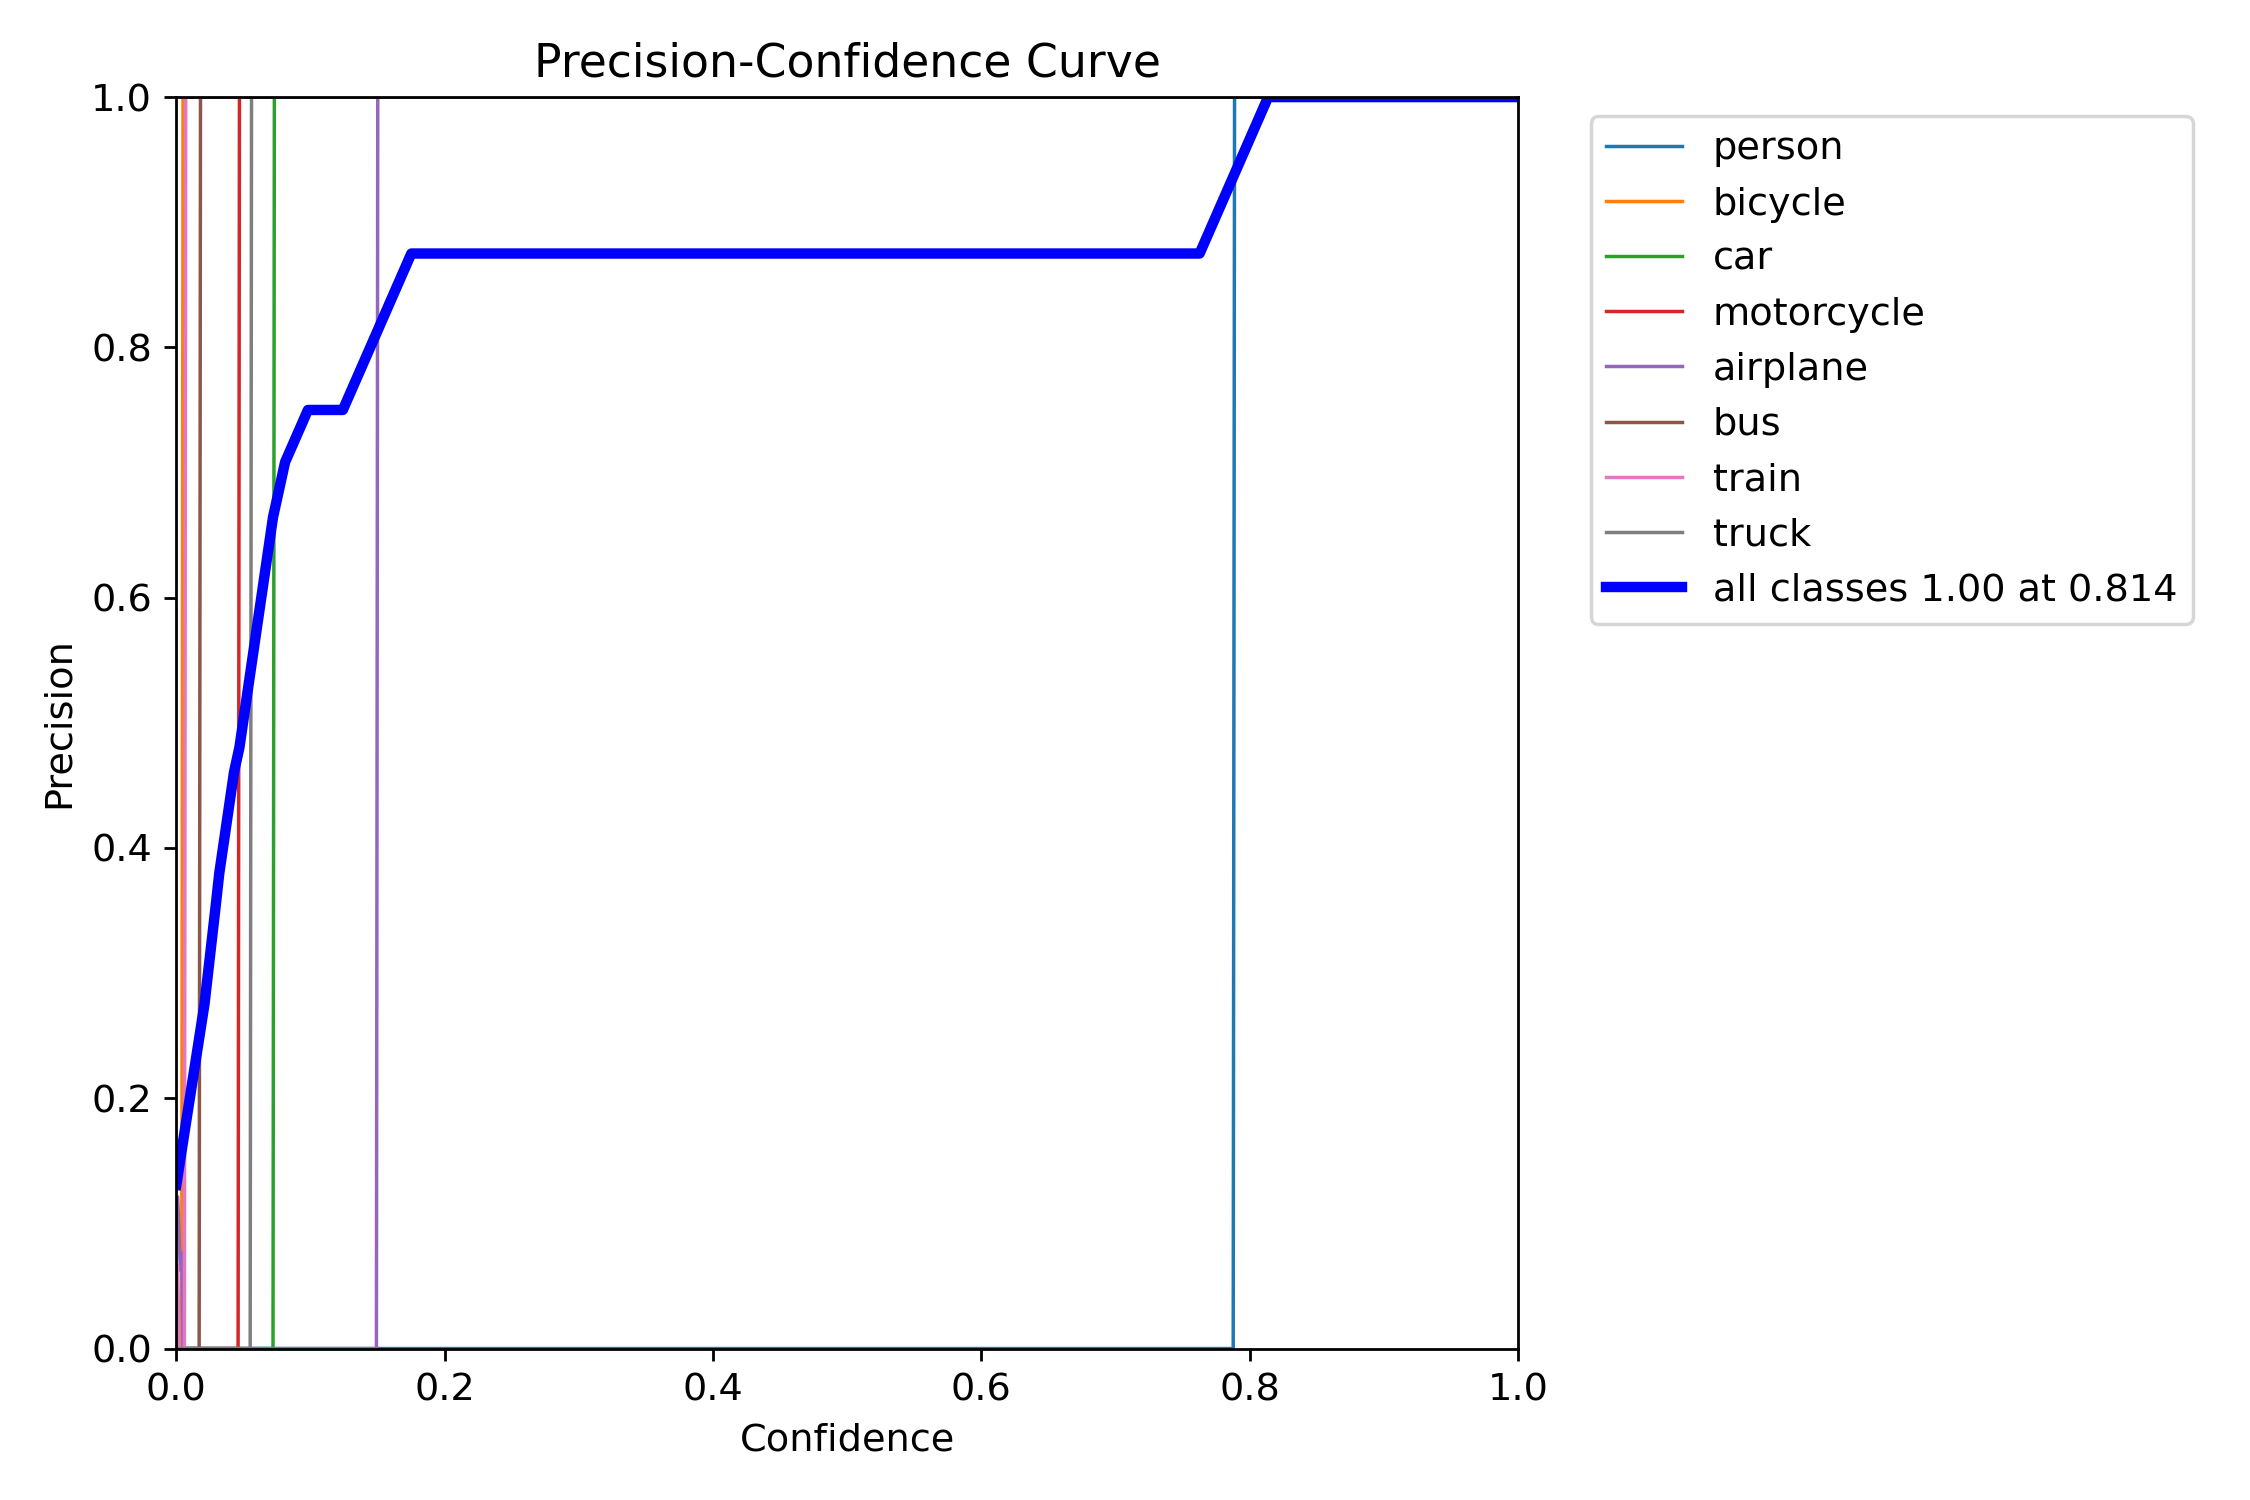 Precision-Confidence Curve
1.0
0.8
0.6
0.4
0.2
0.0
Precision
0.0 0.2 0.4 0.6 0.8 1.0
Confidence
person
bicycle
car
motorcycle
airplane
bus
train
truck
all classes 1.00 at 0.814